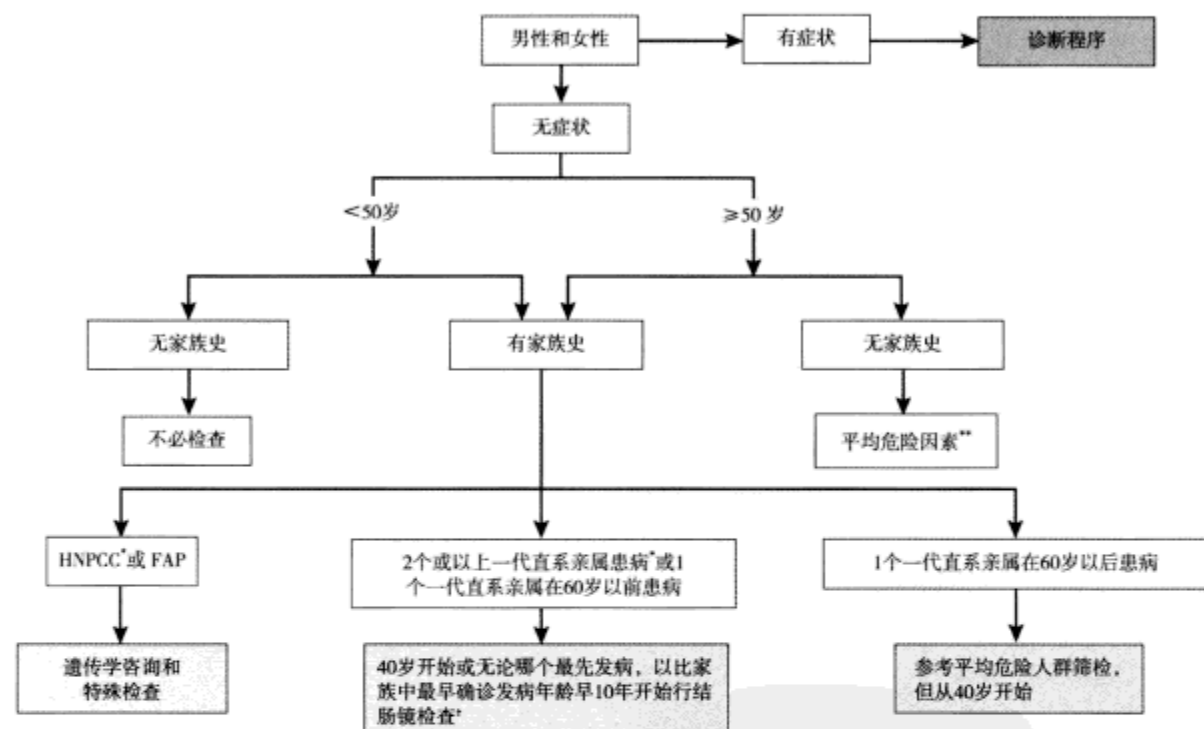 男性和女性
有症状
诊断程序
无症状
<50岁
≥50 岁
无家族史
有家族史
无家族史
不必检查
平均危险因素**
HNPCC*或 FAP
2个或以上一代直系亲属患病*或1
个一代直系亲属在60岁以前患病
1个一代直系亲属在60岁以后患病
遗传学咨询和
特殊检查
40岁开始或无论哪个最先发病，以比家
族中最早确诊发病年龄早10年开始行结
肠镜检查⁺
参考平均危险人群筛检，
但从40岁开始